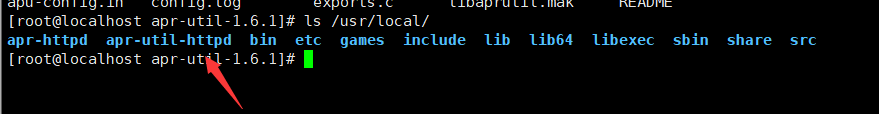 apu-config.in    config.log         exports.c       libaprutil.mak    README
[root@localhost apr-util-1.6.1]# ls /usr/local/
apr-httpd  apr-util-httpd  bin  etc  games  include  lib  lib64  libexec  sbin  share  src
[root@localhost apr-util-1.6.1]#